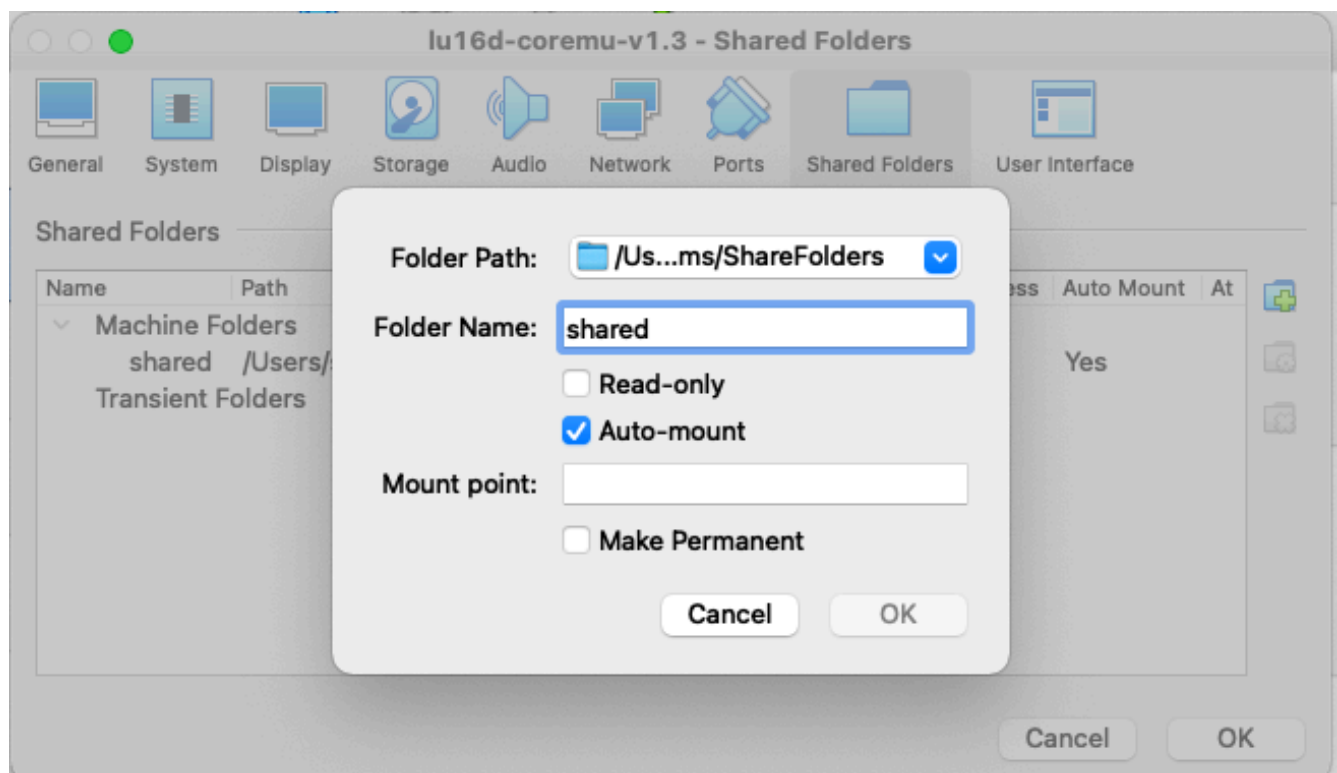 lu16d-coremu-v1.3 - Shared Folders
General System Display Storage Audio Network Ports Shared Folders User Interface
Shared Folders
Name Path ess Auto Mount At
Machine Folders
shared /Users/ Yes
Transient Folders
Folder Path: /Us...ms/ShareFolders
Folder Name: shared
Read-only
Auto-mount
Mount point:
Make Permanent
Cancel OK
Cancel OK